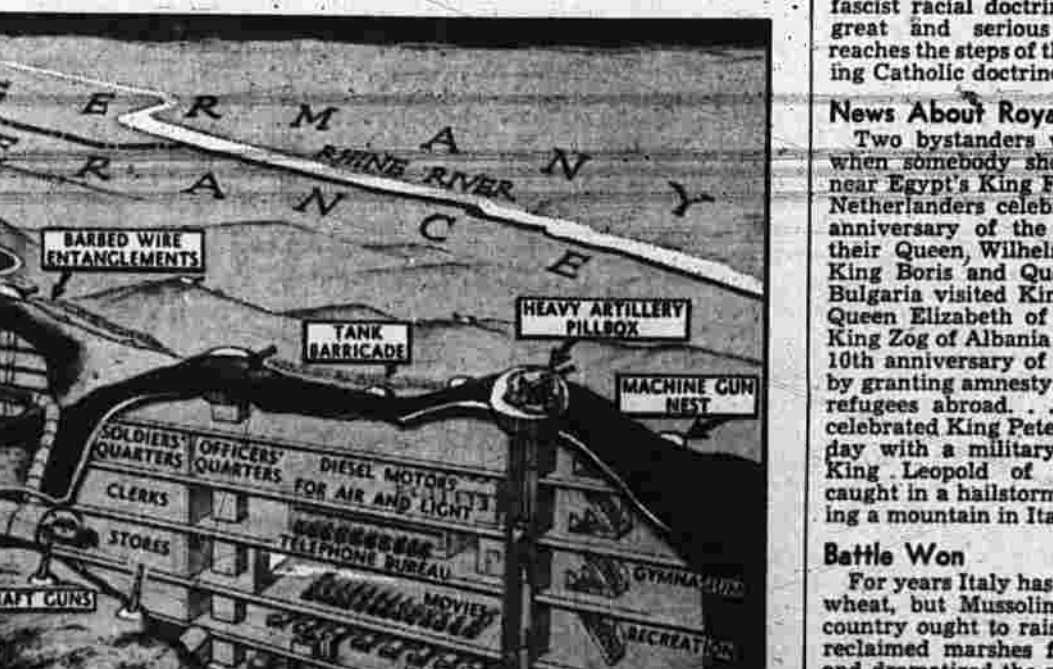 GERMANY
FRANCE
RHINE RIVER
BARBED WIRE
ENTANGLEMENTS
TANK
BARRICADE
HEAVY ARTILLERY
PILLBOX
MACHINE GUN
NEST
SOLDIERS'
QUARTERS
OFFICERS'
QUARTERS
DIESEL MOTORS
FOR AIR AND LIGHT
CLERKS
STORES
TELEPHONE BUREAU
MOVIES
GYMNASIUM
RECREATION
AFT GUNS
fascist racial doctrin
great and serious
reaches the steps of th
ing Catholic doctrine
News About Roya
Two bystanders w
when somebody sho
near Egypt's King F
Netherlanders celeb
anniversary of the
their Queen, Wilhel
King Boris and Qu
Bulgaria visited Kin
Queen Elizabeth of
King Zog of Albania
10th anniversary of
by granting amnesty
refugees abroad. . .
celebrated King Pete
day with a military
King Leopold of
caught in a hailstorm
ing a mountain in Ita
Battle Won
For years Italy has
wheat, but Mussolin
country ought to rai
reclaimed marshes f